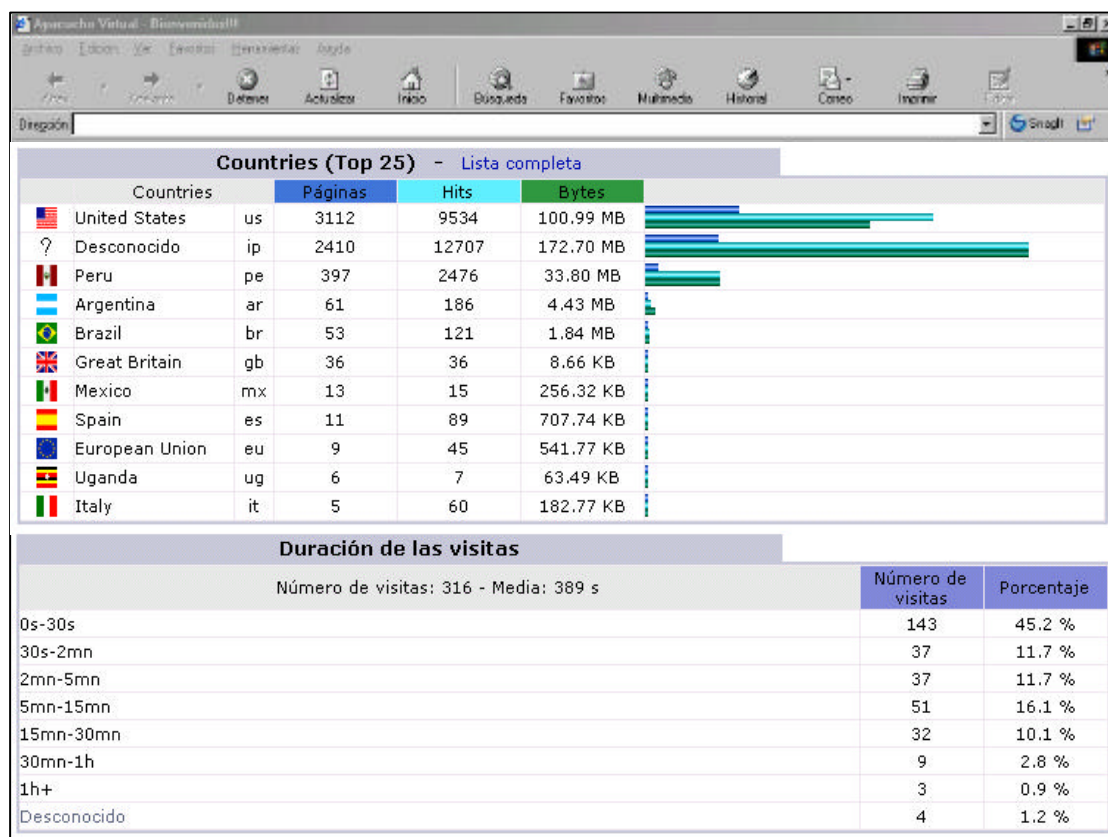 Ayacucho Virtual - Bienvenidos!!!
Archivo Edición Ver Favoritos Herramientas Ayuda
Detener Actualizar Inicio Búsqueda Favoritos Multimedia Historial Correo Imprimir
Dirección SnagIt
Countries (Top 25) - Lista completa
Countries Páginas Hits Bytes
United States us 3112 9534 100.99 MB
? Desconocido ip 2410 12707 172.70 MB
Peru pe 397 2476 33.80 MB
Argentina ar 61 186 4.43 MB
Brazil br 53 121 1.84 MB
Great Britain gb 36 36 8.66 KB
Mexico mx 13 15 256.32 KB
Spain es 11 89 707.74 KB
European Union eu 9 45 541.77 KB
Uganda ug 6 7 63.49 KB
Italy it 5 60 182.77 KB
Duración de las visitas
Número de visitas: 316 - Media: 389 s Número de visitas Porcentaje
0s-30s 143 45.2 %
30s-2mn 37 11.7 %
2mn-5mn 37 11.7 %
5mn-15mn 51 16.1 %
15mn-30mn 32 10.1 %
30mn-1h 9 2.8 %
1h+ 3 0.9 %
Desconocido 4 1.2 %